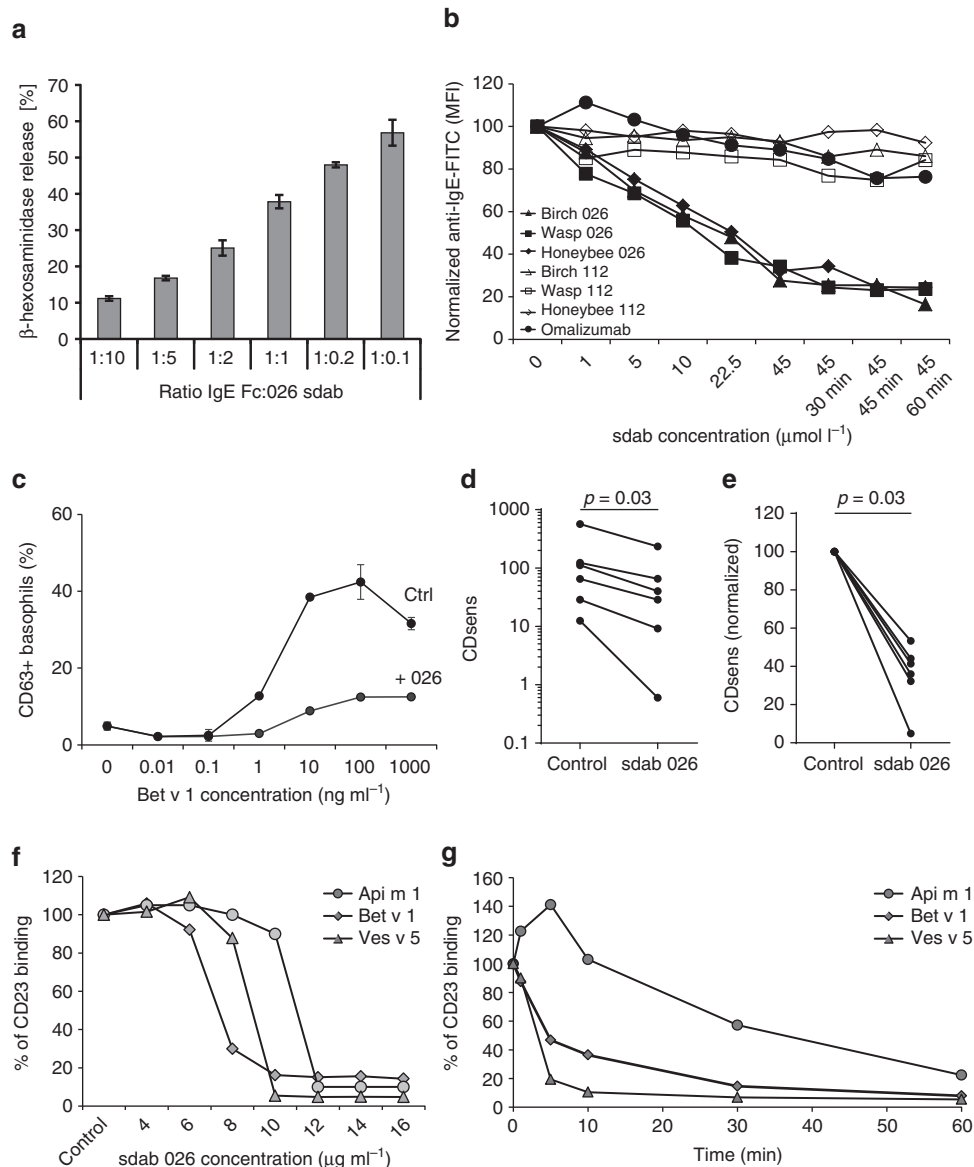 a
70
60
50
40
30
20
10
0
β-hexosaminidase release [%]
1:10 1:5 1:2 1:1 1:0.2 1:0.1
Ratio IgE Fc:026 sdab
b
120
100
80
60
40
20
0
Normalized anti-IgE-FITC (MFI)
Birch 026
Wasp 026
Honeybee 026
Birch 112
Wasp 112
Honeybee 112
Omalizumab
0 1 5 10 22.5 45 45 30 min 45 45 min 45 60 min
sdab concentration (μmol l⁻¹)
c
60
40
20
0
CD63+ basophils (%)
Ctrl
+ 026
0 0.01 0.1 1 10 100 1000
Bet v 1 concentration (ng ml⁻¹)
d
p = 0.03
1000
100
10
1
0.1
CDsens
Control sdab 026
e
p = 0.03
120
100
80
60
40
20
0
CDsens (normalized)
Control sdab 026
f
120
100
80
60
40
20
0
% of CD23 binding
Api m 1
Bet v 1
Ves v 5
Control 4 6 8 10 12 14 16
sdab 026 concentration (μg ml⁻¹)
g
160
140
120
100
80
60
40
20
0
% of CD23 binding
Api m 1
Bet v 1
Ves v 5
0 10 20 30 40 50 60
Time (min)